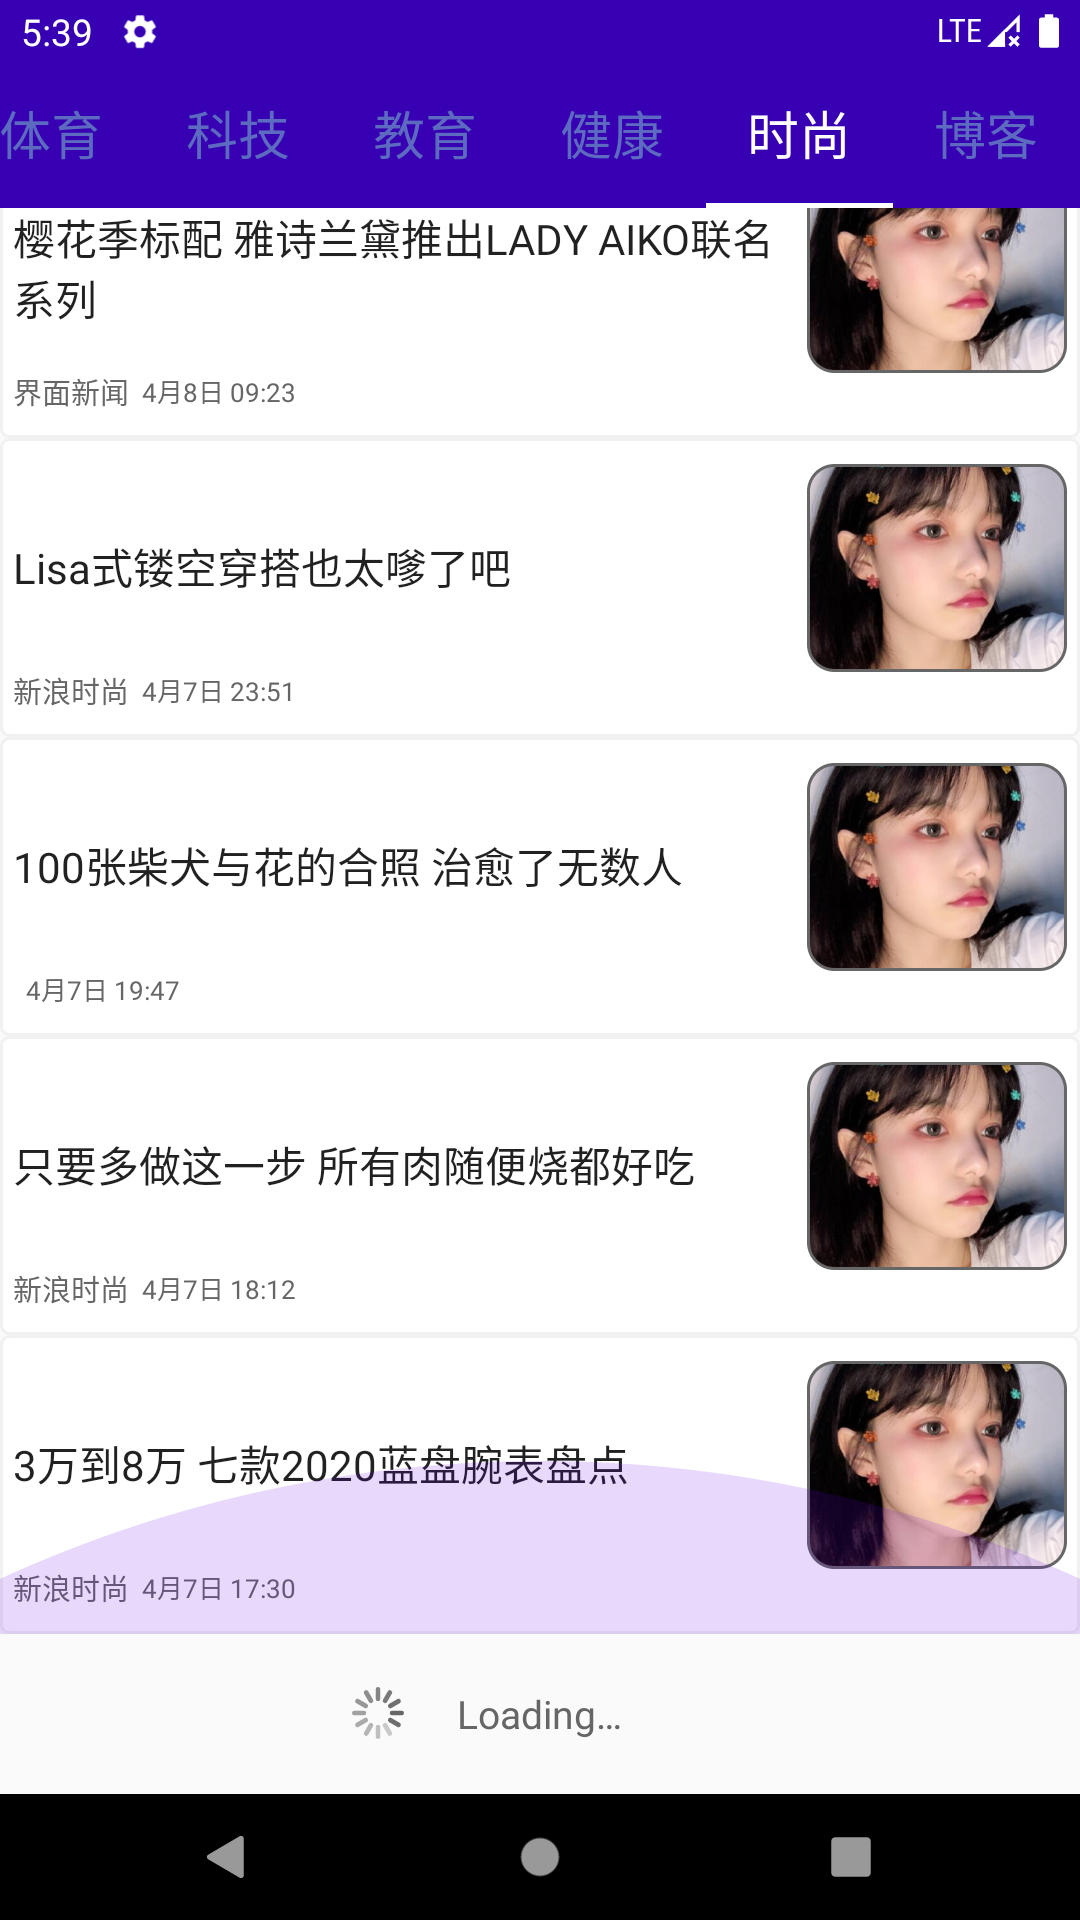 5:39
LTE
体育 科技 教育 健康 时尚 博客
樱花季标配 雅诗兰黛推出LADY AIKO联名
系列
界面新闻 4月8日 09:23
Lisa式镂空穿搭也太嗲了吧
新浪时尚 4月7日 23:51
100张柴犬与花的合照 治愈了无数人
4月7日 19:47
只要多做这一步 所有肉随便烧都好吃
新浪时尚 4月7日 18:12
3万到8万 七款2020蓝盘腕表盘点
新浪时尚 4月7日 17:30
Loading...